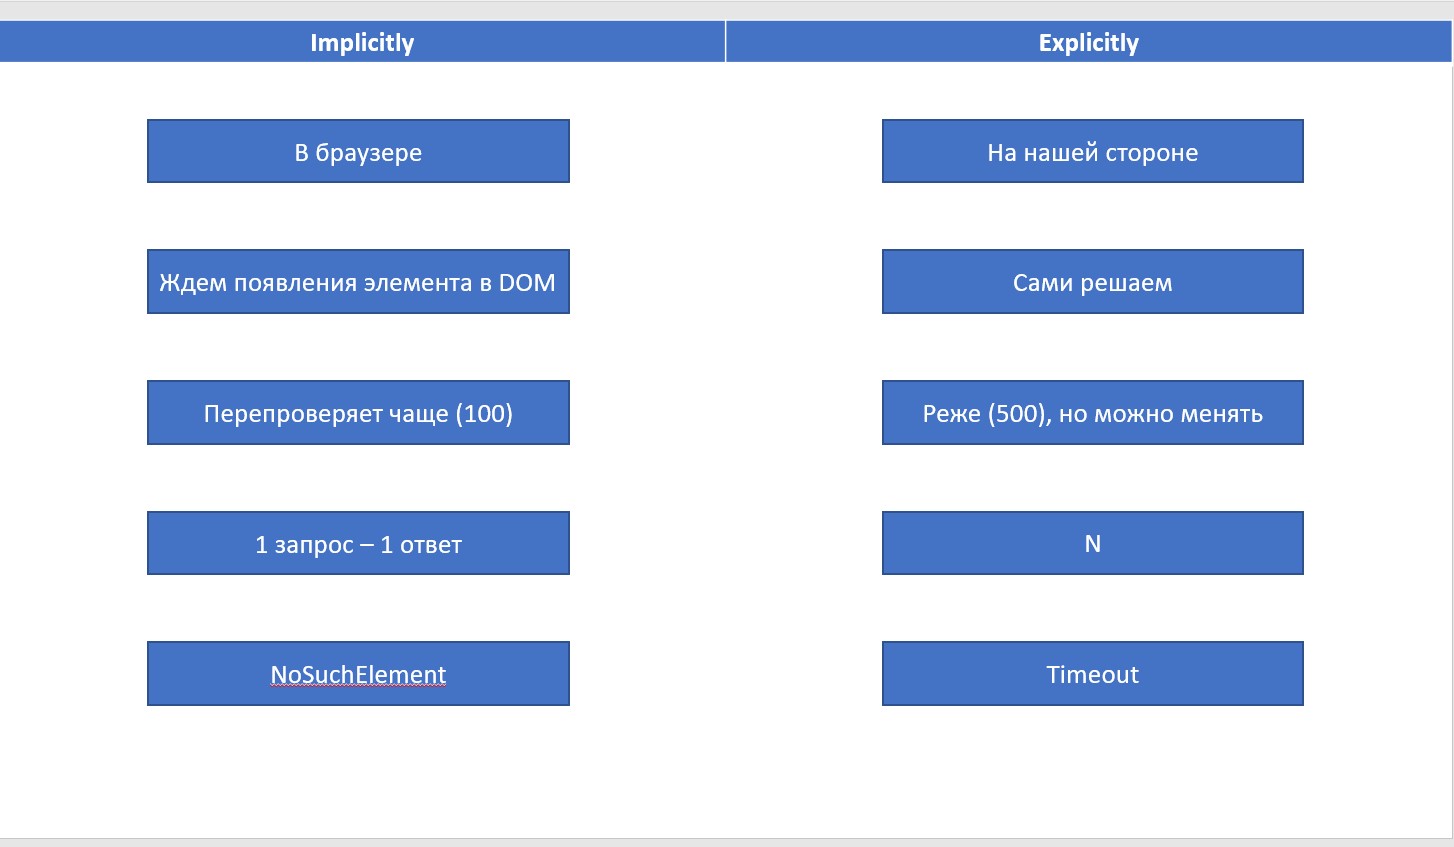 Implicitly
Explicitly
В браузере
На нашей стороне
Ждем появления элемента в DOM
Сами решаем
Перепроверяет чаще (100)
Реже (500), но можно менять
1 запрос – 1 ответ
N
NoSuchElement
Timeout